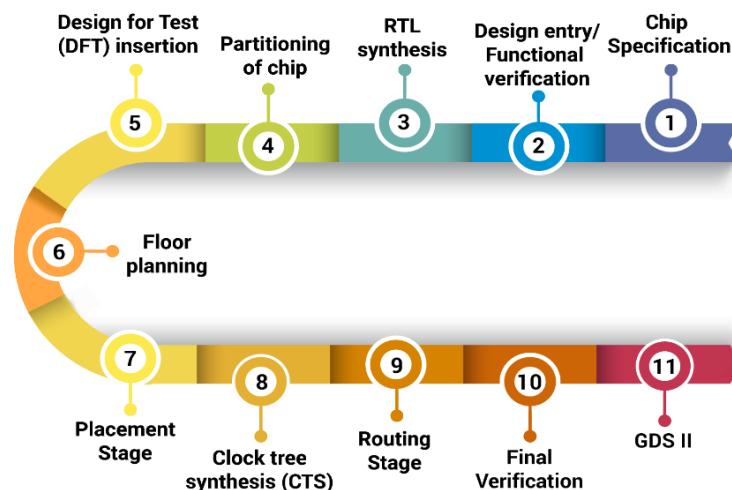 Design for Test
(DFT) insertion
Partitioning
of chip
RTL
synthesis
Design entry/
Functional
verification
Chip
Specification
5
4
3
2
1
6
Floor
planning
7
8
9
10
11
Placement
Stage
Clock tree
synthesis (CTS)
Routing
Stage
Final
Verification
GDS II